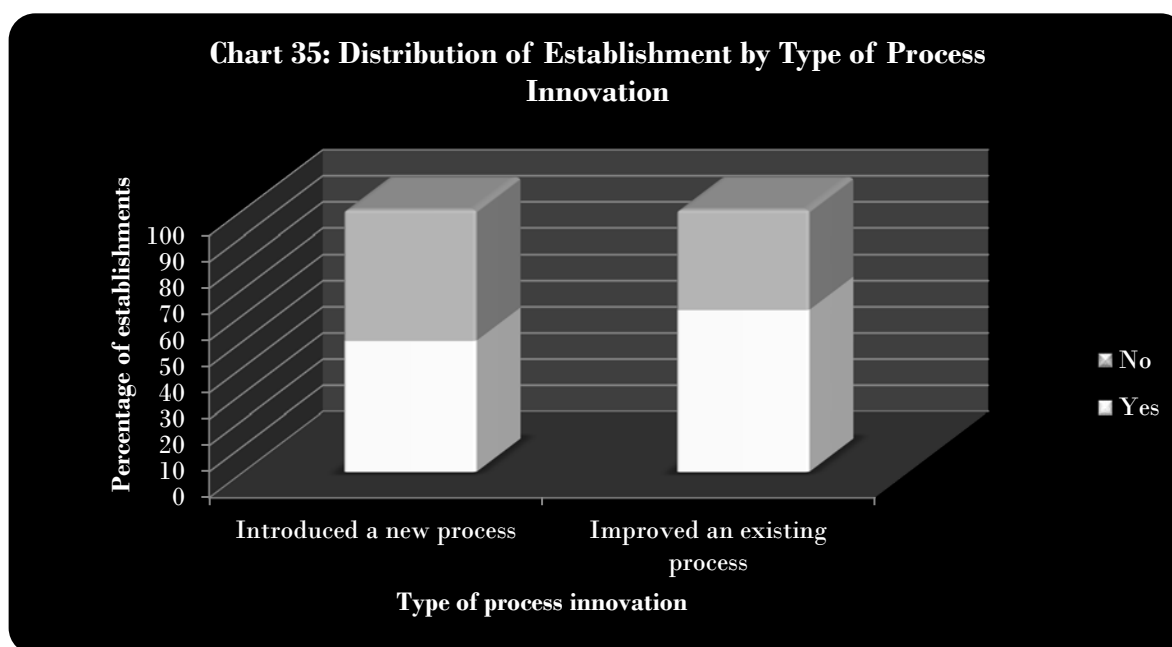 Chart 35: Distribution of Establishment by Type of Process
Innovation
Percentage of establishments
100
90
80
70
60
50
40
30
20
10
0
Introduced a new process
Improved an existing
process
Type of process innovation
No
Yes